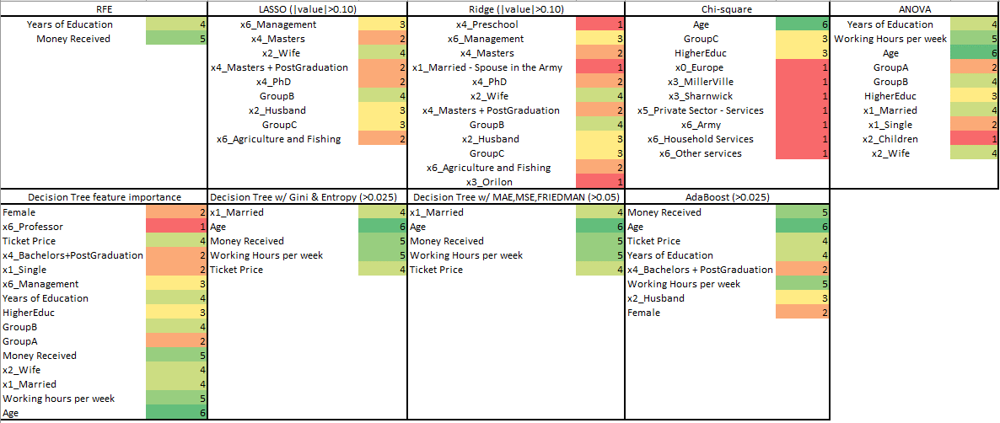 RFE LASSO (|value|>0.10) Ridge (|value|>0.10) Chi-square ANOVA
Years of Education 4 x6_Management 3 x4_Preschool 1 Age 6 Years of Education 4
Money Received 5 x4_Masters 2 x6_Management 3 GroupC 3 Working Hours per week 5
x2_Wife 4 x4_Masters 2 HigherEduc 3 Age 6
x4_Masters + PostGraduation 2 x1_Married - Spouse in the Army 1 x0_Europe 1 GroupA 2
x4_PhD 2 x4_PhD 2 x3_MillerVille 1 GroupB 4
GroupB 4 x2_Wife 4 x3_Sharnwick 1 HigherEduc 3
x2_Husband 3 x4_Masters + PostGraduation 2 x5_Private Sector - Services 1 x1_Married 4
GroupC 3 GroupB 4 x6_Army 1 x1_Single 2
x6_Agriculture and Fishing 2 x2_Husband 3 x6_Household Services 1 x2_Children 1
GroupC 3 x6_Other services 1 x2_Wife 4
x6_Agriculture and Fishing 2
x3_Orilon 1
Decision Tree feature importance Decision Tree w/ Gini & Entropy (>0.025) Decision Tree w/ MAE,MSE,FRIEDMAN (>0.05) AdaBoost (>0.025)
Female 2 x1_Married 4 x1_Married 4 Money Received 5
x6_Professor 1 Age 6 Age 6 Age 6
Ticket Price 4 Money Received 5 Money Received 5 Ticket Price 4
x4_Bachelors+PostGraduation 2 Working Hours per week 5 Working Hours per week 5 Years of Education 4
x1_Single 2 Ticket Price 4 Ticket Price 4 x4_Bachelors + PostGraduation 2
x6_Management 3 Working Hours per week 5
Years of Education 4 x2_Husband 3
HigherEduc 3 Female 2
GroupB 4
GroupA 2
Money Received 5
x2_Wife 4
x1_Married 4
Working hours per week 5
Age 6